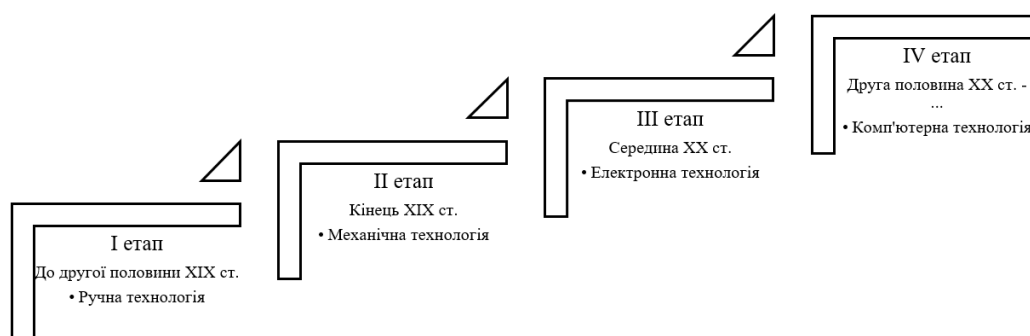 I етап
До другої половини XIX ст.
• Ручна технологія
II етап
Кінець XIX ст.
• Механічна технологія
III етап
Середина XX ст.
• Електронна технологія
IV етап
Друга половина XX ст. -
...
• Комп'ютерна технологія